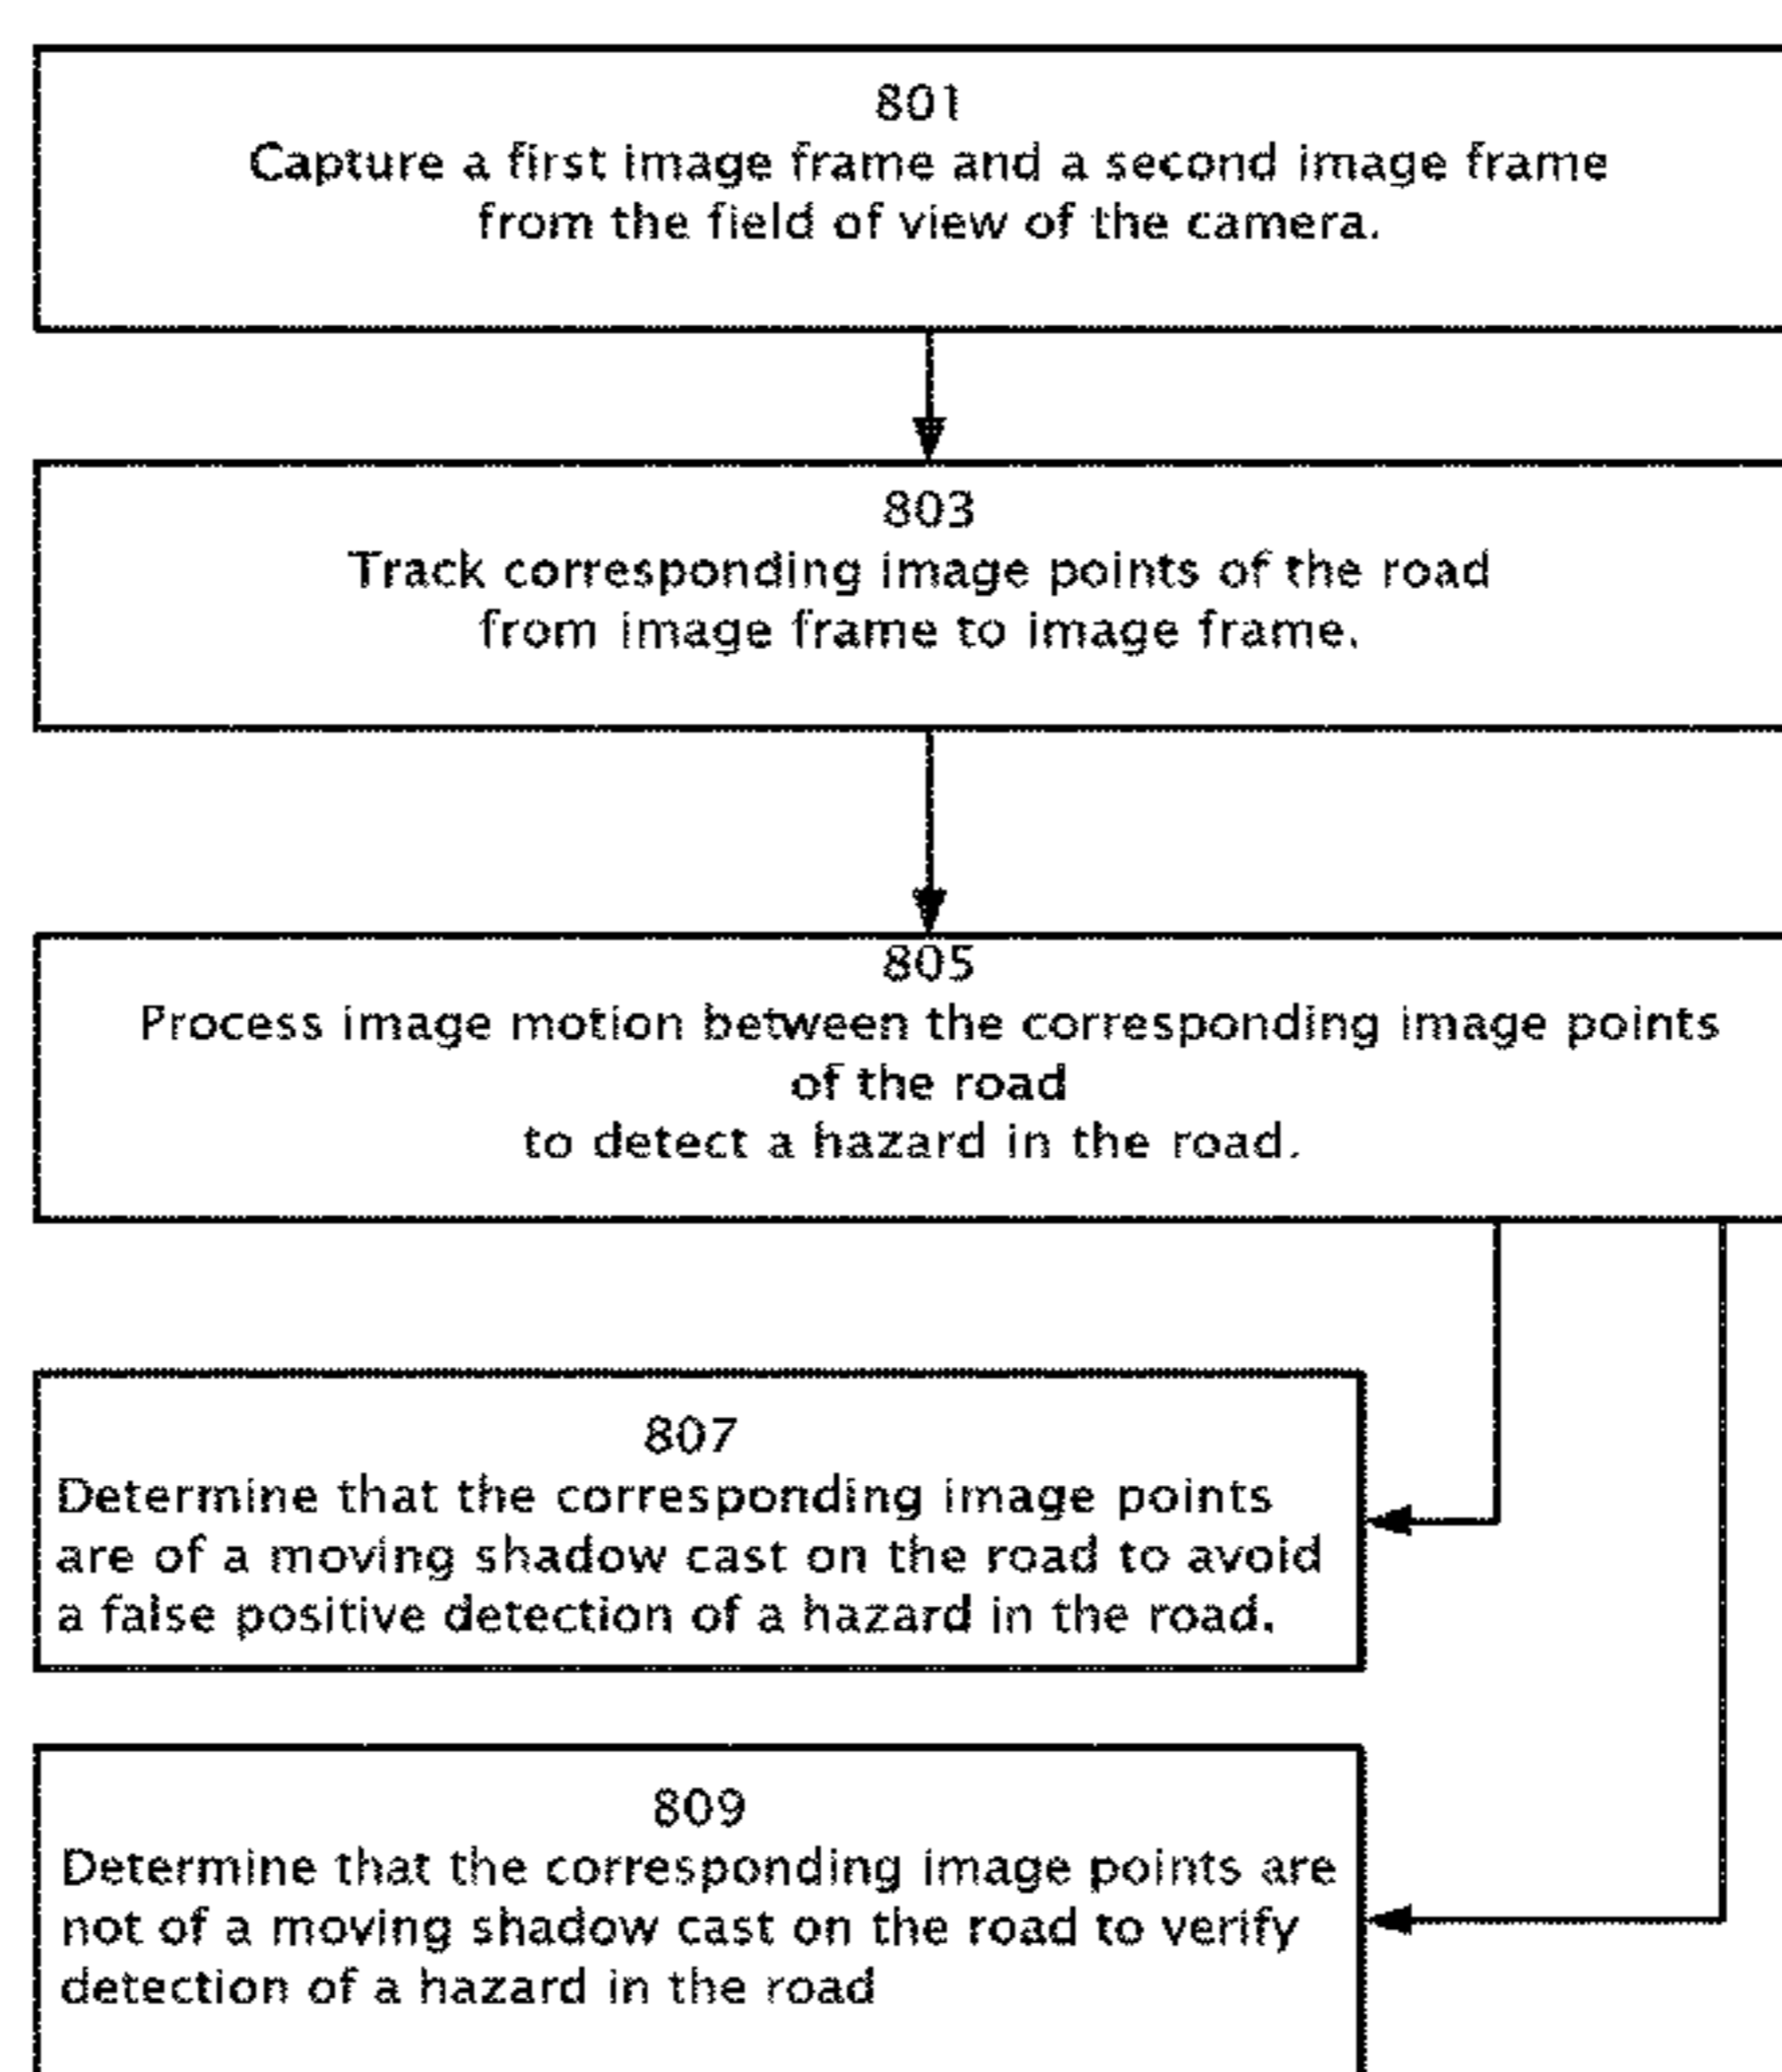 801
Capture a first image frame and a second image frame
from the field of view of the camera.
803
Track corresponding image points of the road
from image frame to image frame.
805
Process image motion between the corresponding image points
of the road
to detect a hazard in the road.
807
Determine that the corresponding image points
are of a moving shadow cast on the road to avoid
a false positive detection of a hazard in the road.
809
Determine that the corresponding image points are
not of a moving shadow cast on the road to verify
detection of a hazard in the road